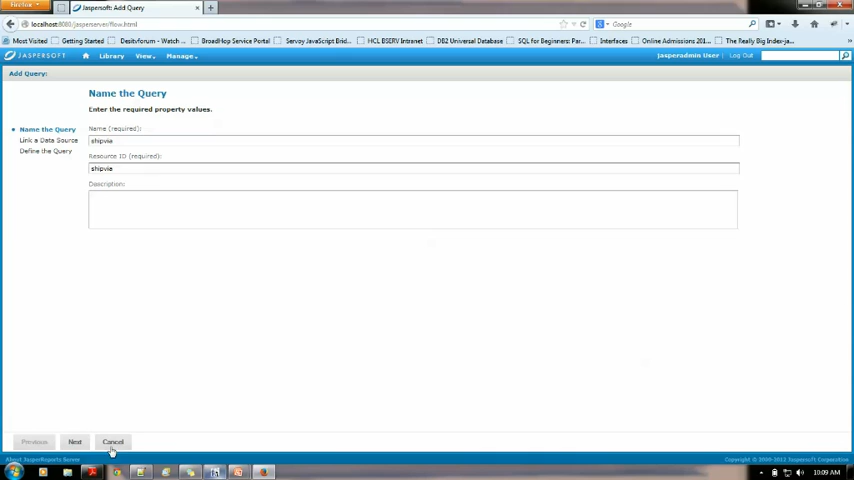 Firefox
Jaspersoft: Add Query
localhost:8080/jasperserver/flow.html
Google
Most Visited
Getting Started
Desitvforum - Watch ...
BroadHop Service Portal
Servoy JavaScript Brid...
HCL BSERV Intranet
DB2 Universal Database
SQL for Beginners: Par...
Interfaces
Online Admissions 201...
The Really Big Index-ja...
JASPERSOFT
Library
View
Manage
Jasperadmin User
Log Out
Add Query:
Name the Query
Enter the required property values.
Name the Query
Link a Data Source
Define the Query
Name (required):
shipvia
Resource ID (required):
shipvia
Description:
Previous
Next
Cancel
About JasperReports Server
Copyright © 2000-2012 Jaspersoft Corporation
10:09 AM